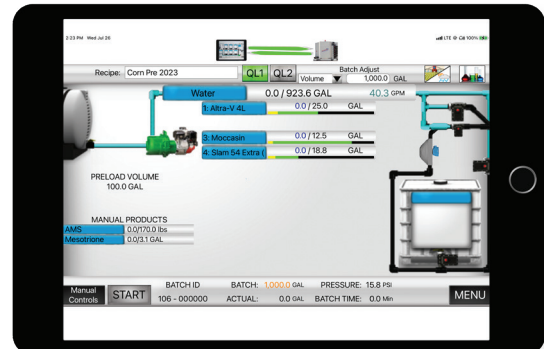 2:23 PM Wed Jul 26
LTE 100%
Recipe: Corn Pre 2023 QL1 QL2 Volume Batch Adjust 1,000.0 GAL
Water 0.0 / 923.6 GAL 40.3 GPM
1: Altra-V 4L 0.0 / 25.0 GAL
3: Moccasin 0.0 / 12.5 GAL
4: Slam 54 Extra ( 0.0 / 18.8 GAL
PRELOAD VOLUME
100.0 GAL
MANUAL PRODUCTS
AMS 0.0/170.0 lbs
Mesotrione 0.0/3.1 GAL
Manual Controls START
BATCH ID BATCH: 1,000.0 GAL PRESSURE: 15.8 PSI
106 - 000000 ACTUAL: 0.0 GAL BATCH TIME: 0.0 Min
MENU